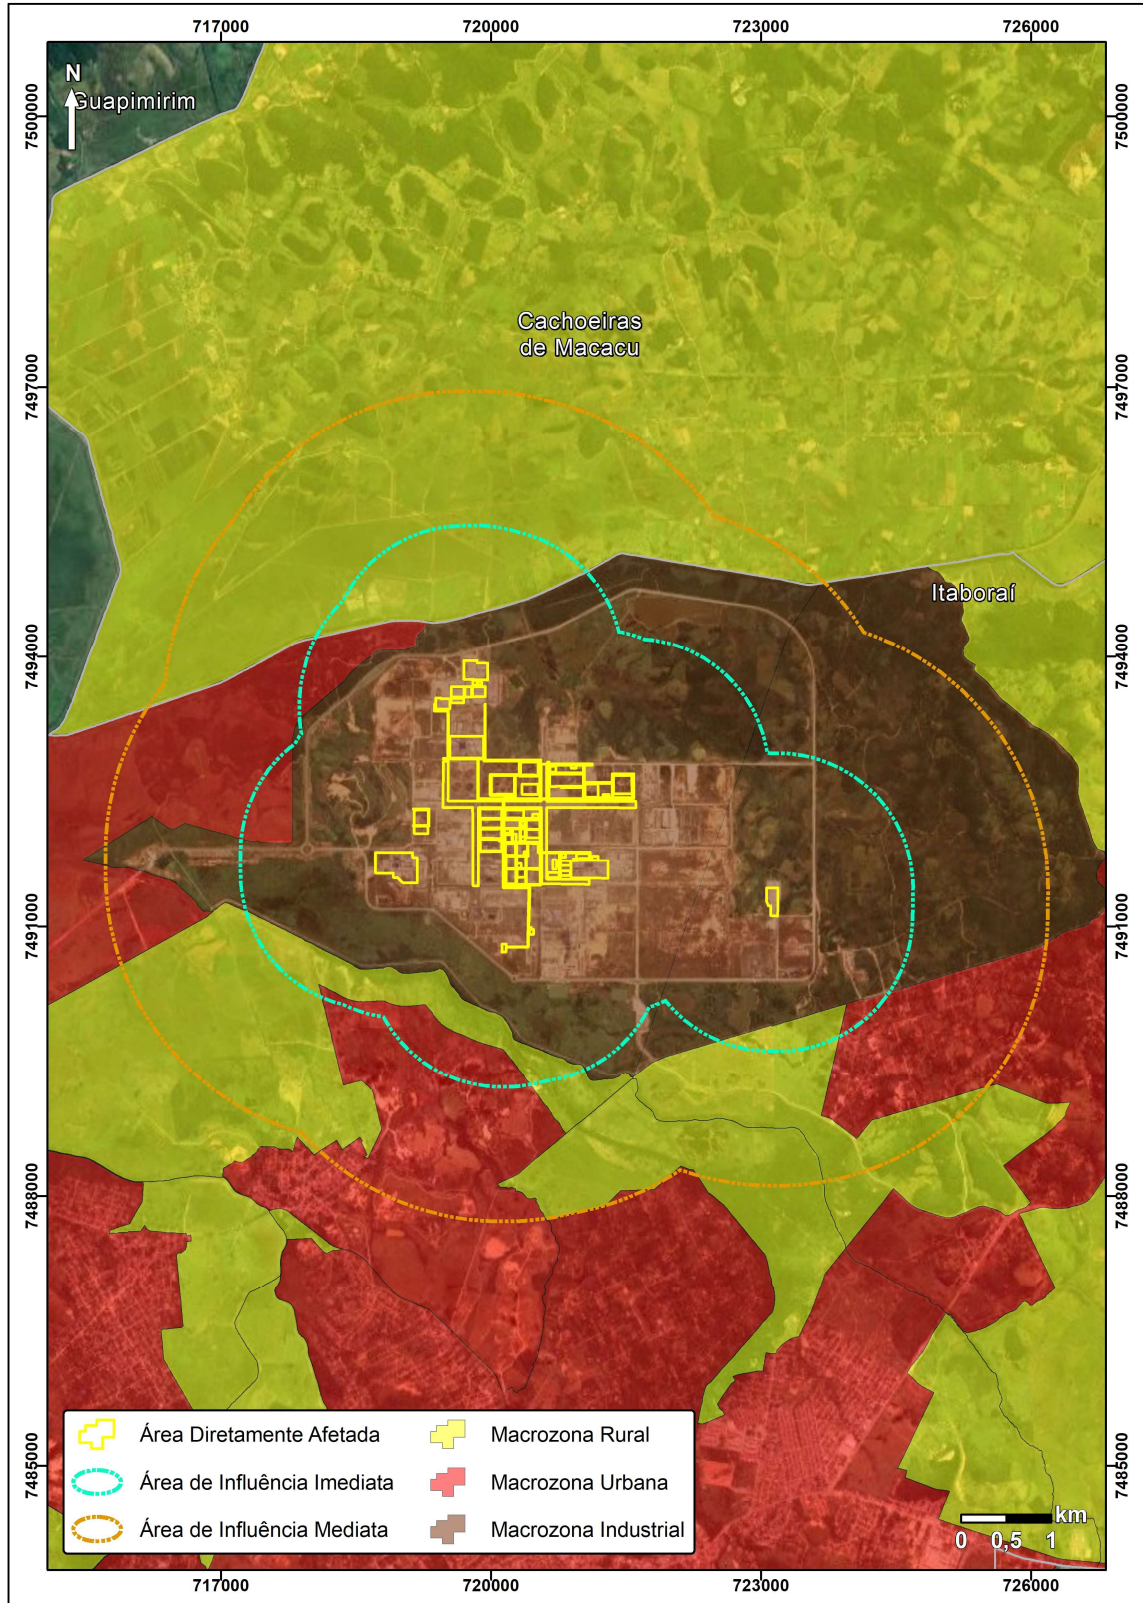 717000 720000 723000 726000
N
Guapimirim
7500000 7500000
Cachoeiras
de Macacu
7497000 7497000
Itaboraí
7494000 7494000
7491000 7491000
7488000 7488000
Área Diretamente Afetada Macrozona Rural
Área de Influência Imediata Macrozona Urbana
Área de Influência Mediata Macrozona Industrial
7485000 7485000
km
0 0,5 1
717000 720000 723000 726000